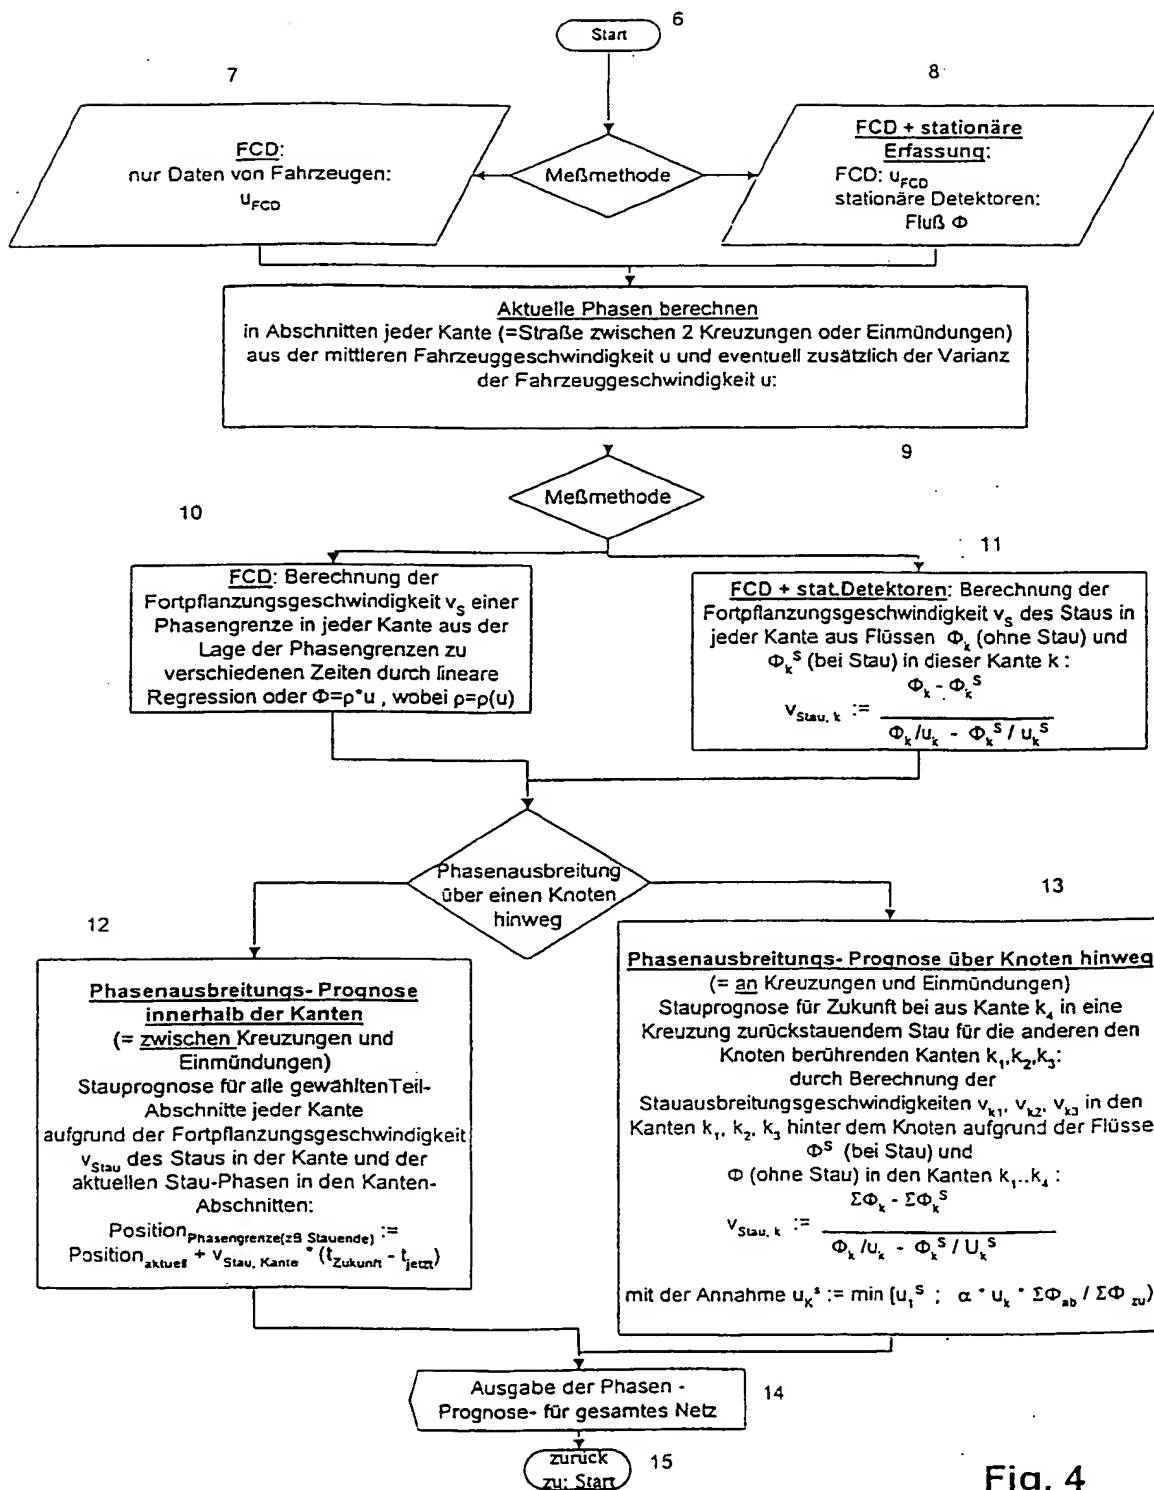 Start
6
7
8
FCD:
nur Daten von Fahrzeugen:
u_FCD
Meßmethode
FCD + stationäre
Erfassung:
FCD: u_FCD
stationäre Detektoren:
Fluß Φ
Aktuelle Phasen berechnen
in Abschnitten jeder Kante (=Straße zwischen 2 Kreuzungen oder Einmündungen)
aus der mittleren Fahrzeuggeschwindigkeit u und eventuell zusätzlich der Varianz
der Fahrzeuggeschwindigkeit u:
9
Meßmethode
10
11
FCD: Berechnung der
Fortpflanzungsgeschwindigkeit v_S einer
Phasengrenze in jeder Kante aus der
Lage der Phasengrenzen zu
verschiedenen Zeiten durch lineare
Regression oder Φ=ρ*u , wobei ρ=ρ(u)
FCD + stat.Detektoren: Berechnung der
Fortpflanzungsgeschwindigkeit v_S des Staus in
jeder Kante aus Flüssen Φ_k (ohne Stau) und
Φ_k^S (bei Stau) in dieser Kante k :
Φ_k - Φ_k^S
v_Stau, k :=
Φ_k /u_k - Φ_k^S / u_k^S
Phasenausbreitung
über einen Knoten
hinweg
12
13
Phasenausbreitungs- Prognose
innerhalb der Kanten
(= zwischen Kreuzungen und
Einmündungen)
Stauprognose für alle gewähltenTeil-
Abschnitte jeder Kante
aufgrund der Fortpflanzungsgeschwindigkeit
v_Stau des Staus in der Kante und der
aktuellen Stau-Phasen in den Kanten-
Abschnitten:
Position_Phasengrenze(zB Stauende) :=
Position_aktuell + v_Stau, Kante * (t_Zukunft - t_jetzt)
Phasenausbreitungs- Prognose über Knoten hinweg
(= an Kreuzungen und Einmündungen)
Stauprognose für Zukunft bei aus Kante k_4 in eine
Kreuzung zurückstauendem Stau für die anderen den
Knoten berührenden Kanten k_1,k_2,k_3:
durch Berechnung der
Stauausbreitungsgeschwindigkeiten v_k1, v_k2, v_k3 in den
Kanten k_1, k_2, k_3 hinter dem Knoten aufgrund der Flüsse
Φ^S (bei Stau) und
Φ (ohne Stau) in den Kanten k_1..k_4 :
ΣΦ_k - ΣΦ_k^S
v_Stau, k :=
Φ_k /u_k - Φ_k^S / U_k^S
mit der Annahme u_K^s := min {u_1^S ; α * u_k * ΣΦ_ab / ΣΦ_zu)
Ausgabe der Phasen -
Prognose- für gesamtes Netz
14
zurück
zu: Start
15
Fig. 4